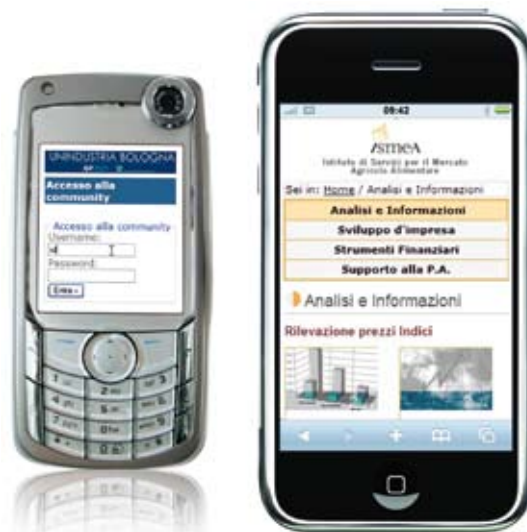 UNINDUSTRIA BOLOGNA
Accesso alla
community
Accesso alla community
Username:
Password:
Entra »
09:42
ismea
Istituto di Servizi per il Mercato
Agricolo Alimentare
Sei in: Home / Analisi e Informazioni
Analisi e Informazioni
Sviluppo d'impresa
Strumenti Finanziari
Supporto alla P.A.
Analisi e Informazioni
Rilevazione prezzi Indici